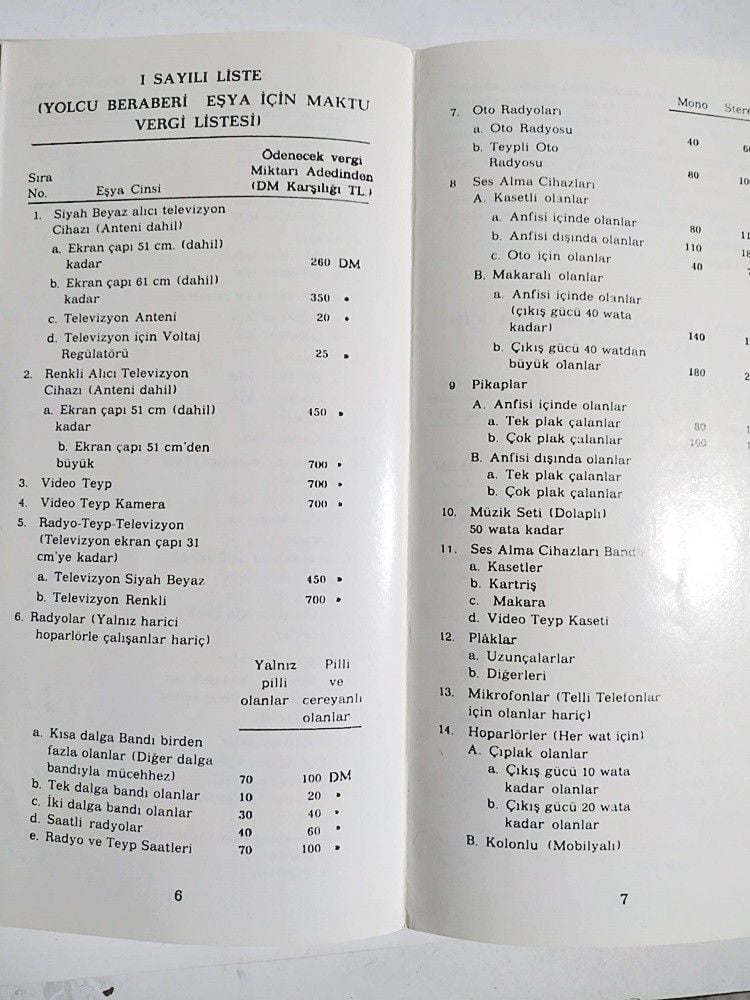 I SAYILI LİSTE
(YOLCU BERABERİ EŞYA İÇİN MAKTU
VERGİ LİSTESİ)
Ödenecek vergi
Sıra Miktarı Adedinden
No. Eşya Cinsi (DM Karşılığı TL.)
1. Siyah Beyaz alıcı televizyon
Cihazı (Anteni dahil)
a. Ekran çapı 51 cm. (dahil)
kadar 260 DM
b. Ekran çapı 61 cm (dahil)
kadar 350 "
c. Televizyon Anteni 20 "
d. Televizyon için Voltaj
Regülatörü 25 "
2. Renkli Alıcı Televizyon
Cihazı (Anteni dahil)
a. Ekran çapı 51 cm (dahil) 450 "
kadar
b. Ekran çapı 51 cm'den
büyük 700 "
3. Video Teyp 700 "
4. Video Teyp Kamera 700 "
5. Radyo-Teyp-Televizyon
(Televizyon ekran çapı 31
cm'ye kadar)
a. Televizyon Siyah Beyaz 450 "
b. Televizyon Renkli 700 "
6. Radyolar (Yalnız harici
hoparlörle çalışanlar hariç)
Yalnız Pilli
pilli ve
olanlar cereyanlı
olanlar
a. Kısa dalga Bandı birden
fazla olanlar (Diğer dalga
bandıyla mücehhez) 70 100 DM
b. Tek dalga bandı olanlar 10 20 "
c. İki dalga bandı olanlar 30 40 "
d. Saatli radyolar 40 60 "
e. Radyo ve Teyp Saatleri 70 100 "
6
Mono
7. Oto Radyoları
a. Oto Radyosu 40
b. Teypli Oto
Radyosu 80
8 Ses Alma Cihazları
A. Kasetli olanlar
a. Anfisi içinde olanlar 80
b. Anfisi dışında olanlar 110
c. Oto için olanlar 40
B. Makaralı olanlar
a. Anfisi içinde olanlar
(çıkış gücü 40 wata
kadar) 140
b. Çıkış gücü 40 watdan
büyük olanlar 180
9 Pikaplar
A. Anfisi içinde olanlar
a. Tek plak çalanlar 80
b. Çok plak çalanlar 100
B. Anfisi dışında olanlar
a. Tek plak çalanlar
b. Çok plak çalanlar
10. Müzik Seti (Dolaplı)
50 wata kadar
11. Ses Alma Cihazları Band
a. Kasetler
b. Kartriş
c. Makara
d. Video Teyp Kaseti
12. Plâklar
a. Uzunçalarlar
b. Diğerleri
13. Mikrofonlar (Telli Telefonlar
için olanlar hariç)
14. Hoparlörler (Her wat için)
A. Çıplak olanlar
a. Çıkış gücü 10 wata
kadar olanlar
b. Çıkış gücü 20 wata
kadar olanlar
B. Kolonlu (Mobilyalı)
7